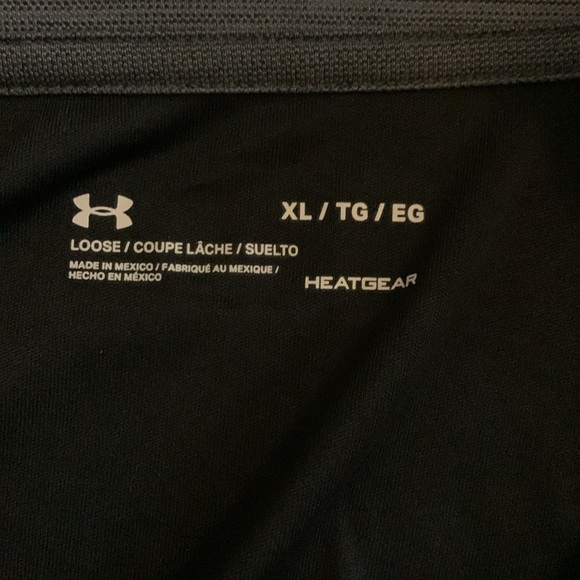 XL / TG / EG
LOOSE / COUPE LÂCHE / SUELTO
MADE IN MEXICO / FABRIQUÉ AU MEXIQUE /
HECHO EN MÉXICO
HEATGEAR